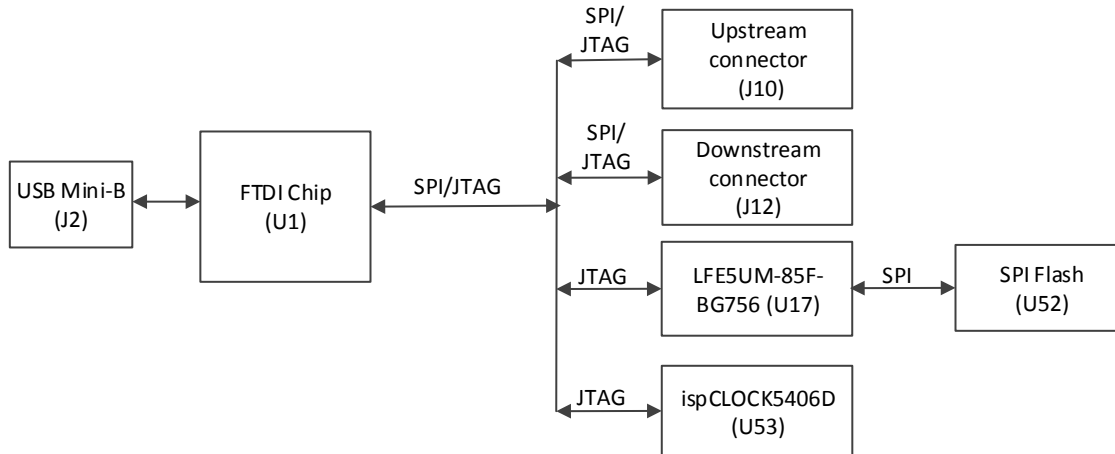 SPI/
JTAG
Upstream
connector
(J10)
SPI/
JTAG
Downstream
connector
(J12)
USB Mini-B
(J2)
FTDI Chip
(U1)
SPI/JTAG
JTAG
LFE5UM-85F-
BG756 (U17)
SPI
SPI Flash
(U52)
JTAG
ispCLOCK5406D
(U53)